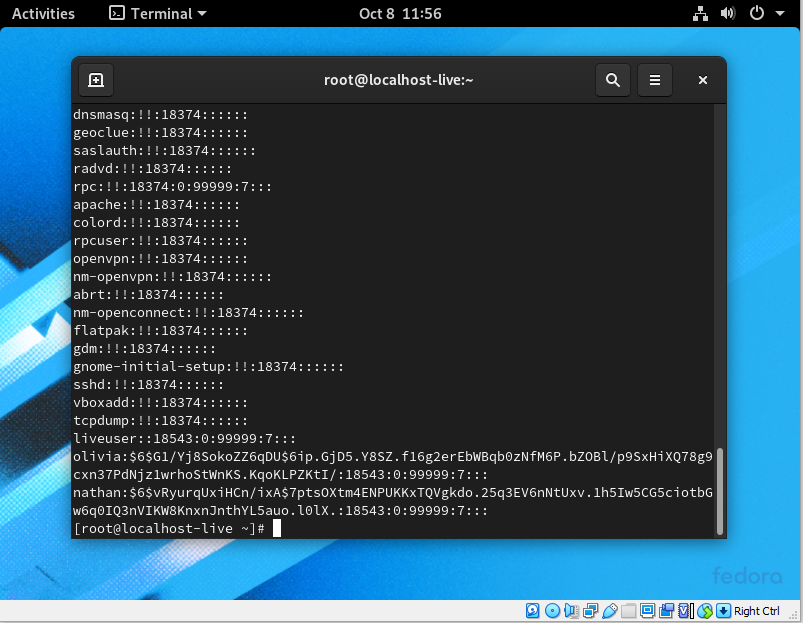 Activities Terminal Oct 8 11:56
root@localhost-live:~
dnsmasq:!!:18374::::::
geoclue:!!:18374::::::
saslauth:!!:18374::::::
radvd:!!:18374::::::
rpc:!!:18374:0:99999:7:::
apache:!!:18374::::::
colord:!!:18374::::::
rpcuser:!!:18374::::::
openvpn:!!:18374::::::
nm-openvpn:!!:18374::::::
abrt:!!:18374::::::
nm-openconnect:!!:18374::::::
flatpak:!!:18374::::::
gdm:!!:18374::::::
gnome-initial-setup:!!:18374::::::
sshd:!!:18374::::::
vboxadd:!!:18374::::::
tcpdump:!!:18374::::::
liveuser::18543:0:99999:7:::
olivia:$6$G1/Yj8SokoZZ6qDU$6ip.GjD5.Y8SZ.f16g2erEbWBqb0zNfM6P.bZOBl/p9SxHiXQ78g9
cxn37PdNjz1wrhoStWnKS.KqoKLPZKtI/:18543:0:99999:7:::
nathan:$6$vRyurqUxiHCn/ixA$7ptsOXtm4ENPUKKxTQVgkdo.25q3EV6nNtUxv.1h5Iw5CG5ciotbG
w6q0IQ3nVIKW8KnxnJnthYL5auo.l0lX.:18543:0:99999:7:::
[root@localhost-live ~]#
fedora
Right Ctrl